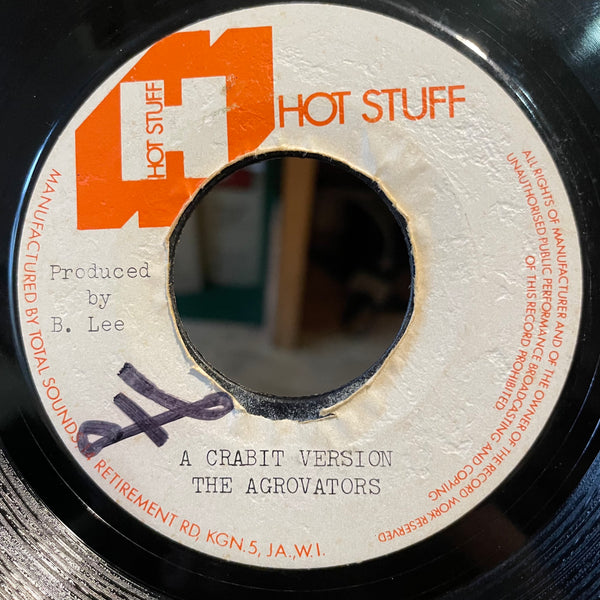 HOT STUFF
HOT STUFF
Produced
by
B. Lee
A CRABIT VERSION
THE AGROVATORS
MANUFACTURED BY TOTAL SOUNDS
RETIREMENT RD, KGN.5, JA.,W.I.
ALL RIGHTS OF MANUFACTURER AND OF THE OWNER OF THE RECORD WORK RESERVED
UNAUTHORISED PUBLIC PERFORMANCE BROADCASTING AND COPYING
OF THIS RECORD PROHIBITED